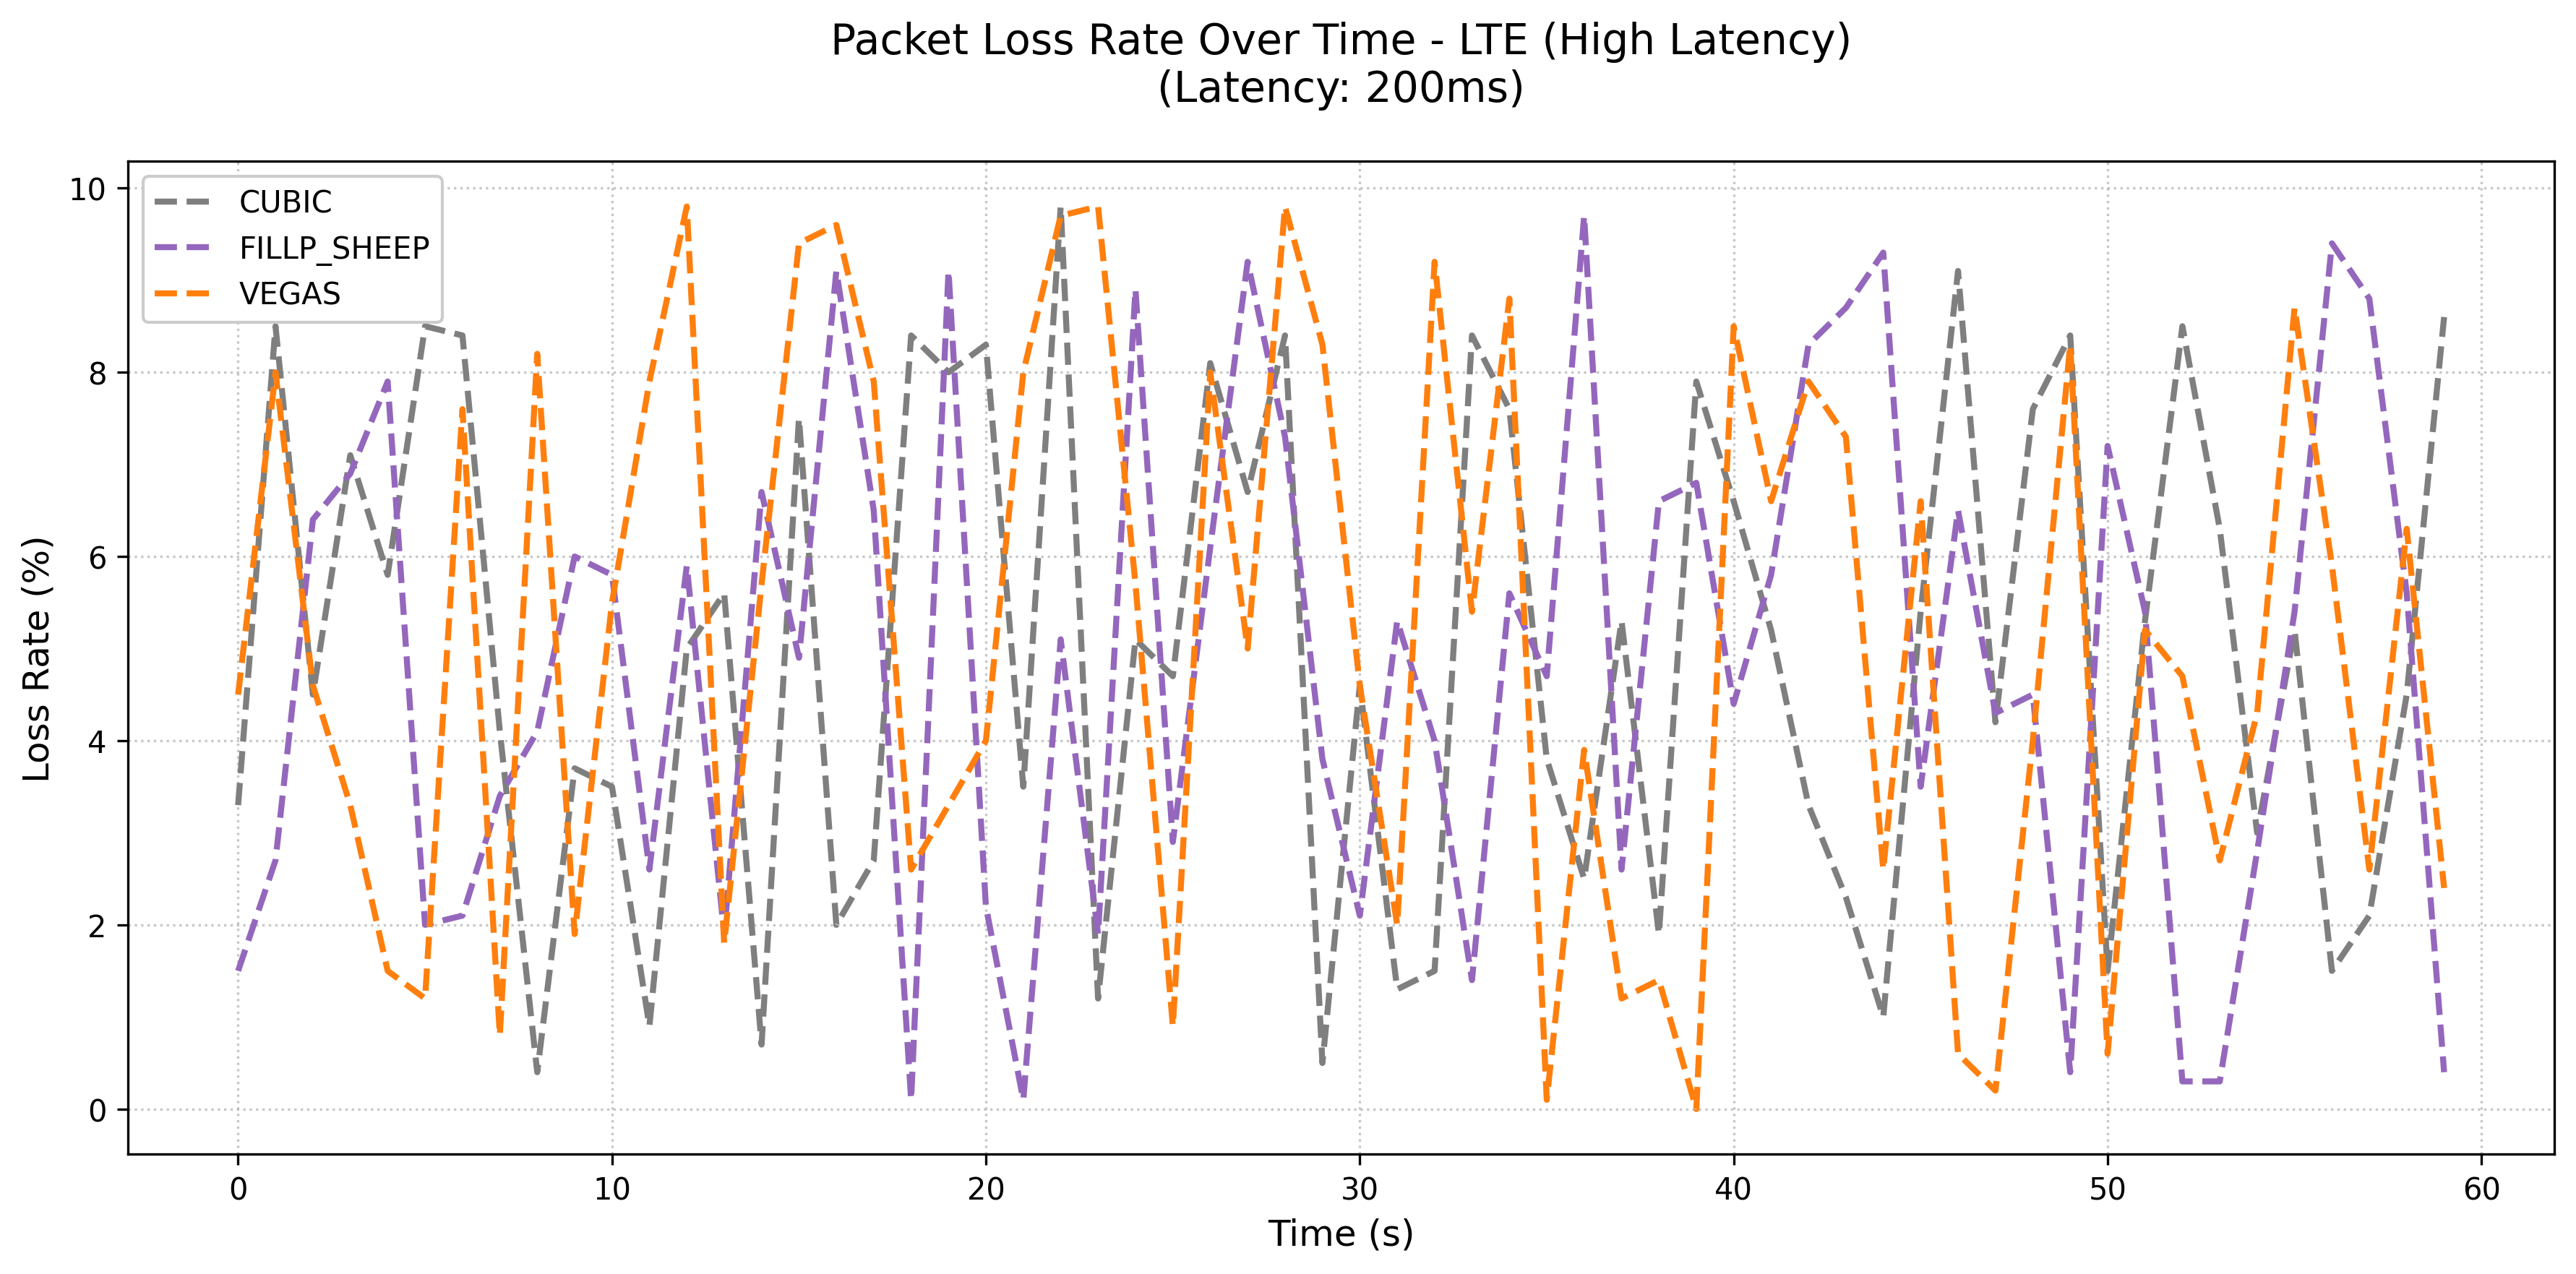 Packet Loss Rate Over Time - LTE (High Latency)
(Latency: 200ms)
CUBIC
FILLP_SHEEP
VEGAS
Loss Rate (%)
10
8
6
4
2
0
0 10 20 30 40 50 60
Time (s)